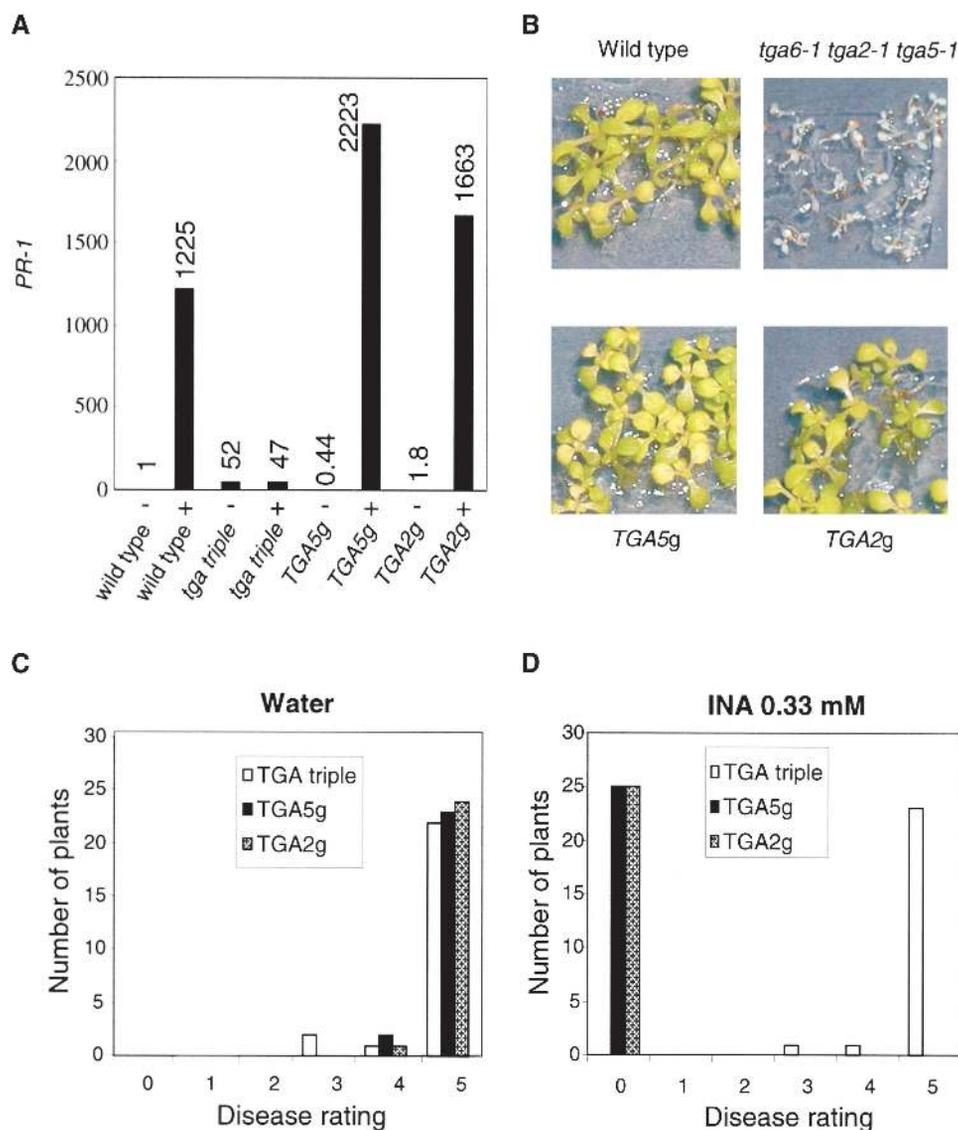 A
PR-1
2500
2000
1500
1000
500
0
1
1225
52
47
0.44
2223
1.8
1663
wild type -
wild type +
tga triple -
tga triple +
TGA5g -
TGA5g +
TGA2g -
TGA2g +
B
Wild type
tga6-1 tga2-1 tga5-1
TGA5g
TGA2g
C
Water
Number of plants
30
25
20
15
10
5
0
TGA triple
TGA5g
TGA2g
0 1 2 3 4 5
Disease rating
D
INA 0.33 mM
Number of plants
30
25
20
15
10
5
0
TGA triple
TGA5g
TGA2g
0 1 2 3 4 5
Disease rating